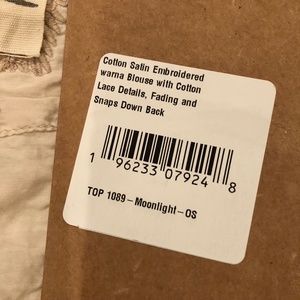 Cotton Satin Embroidered
warna Blouse with Cotton
Lace Details, Fading and
Snaps Down Back
1 96233 07924 8
TOP 1089-Moonlight-OS